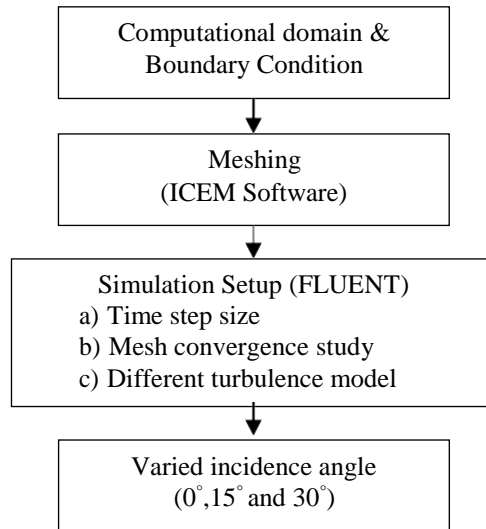 Computational domain &
Boundary Condition
Meshing
(ICEM Software)
Simulation Setup (FLUENT)
a) Time step size
b) Mesh convergence study
c) Different turbulence model
Varied incidence angle
(0°,15° and 30°)